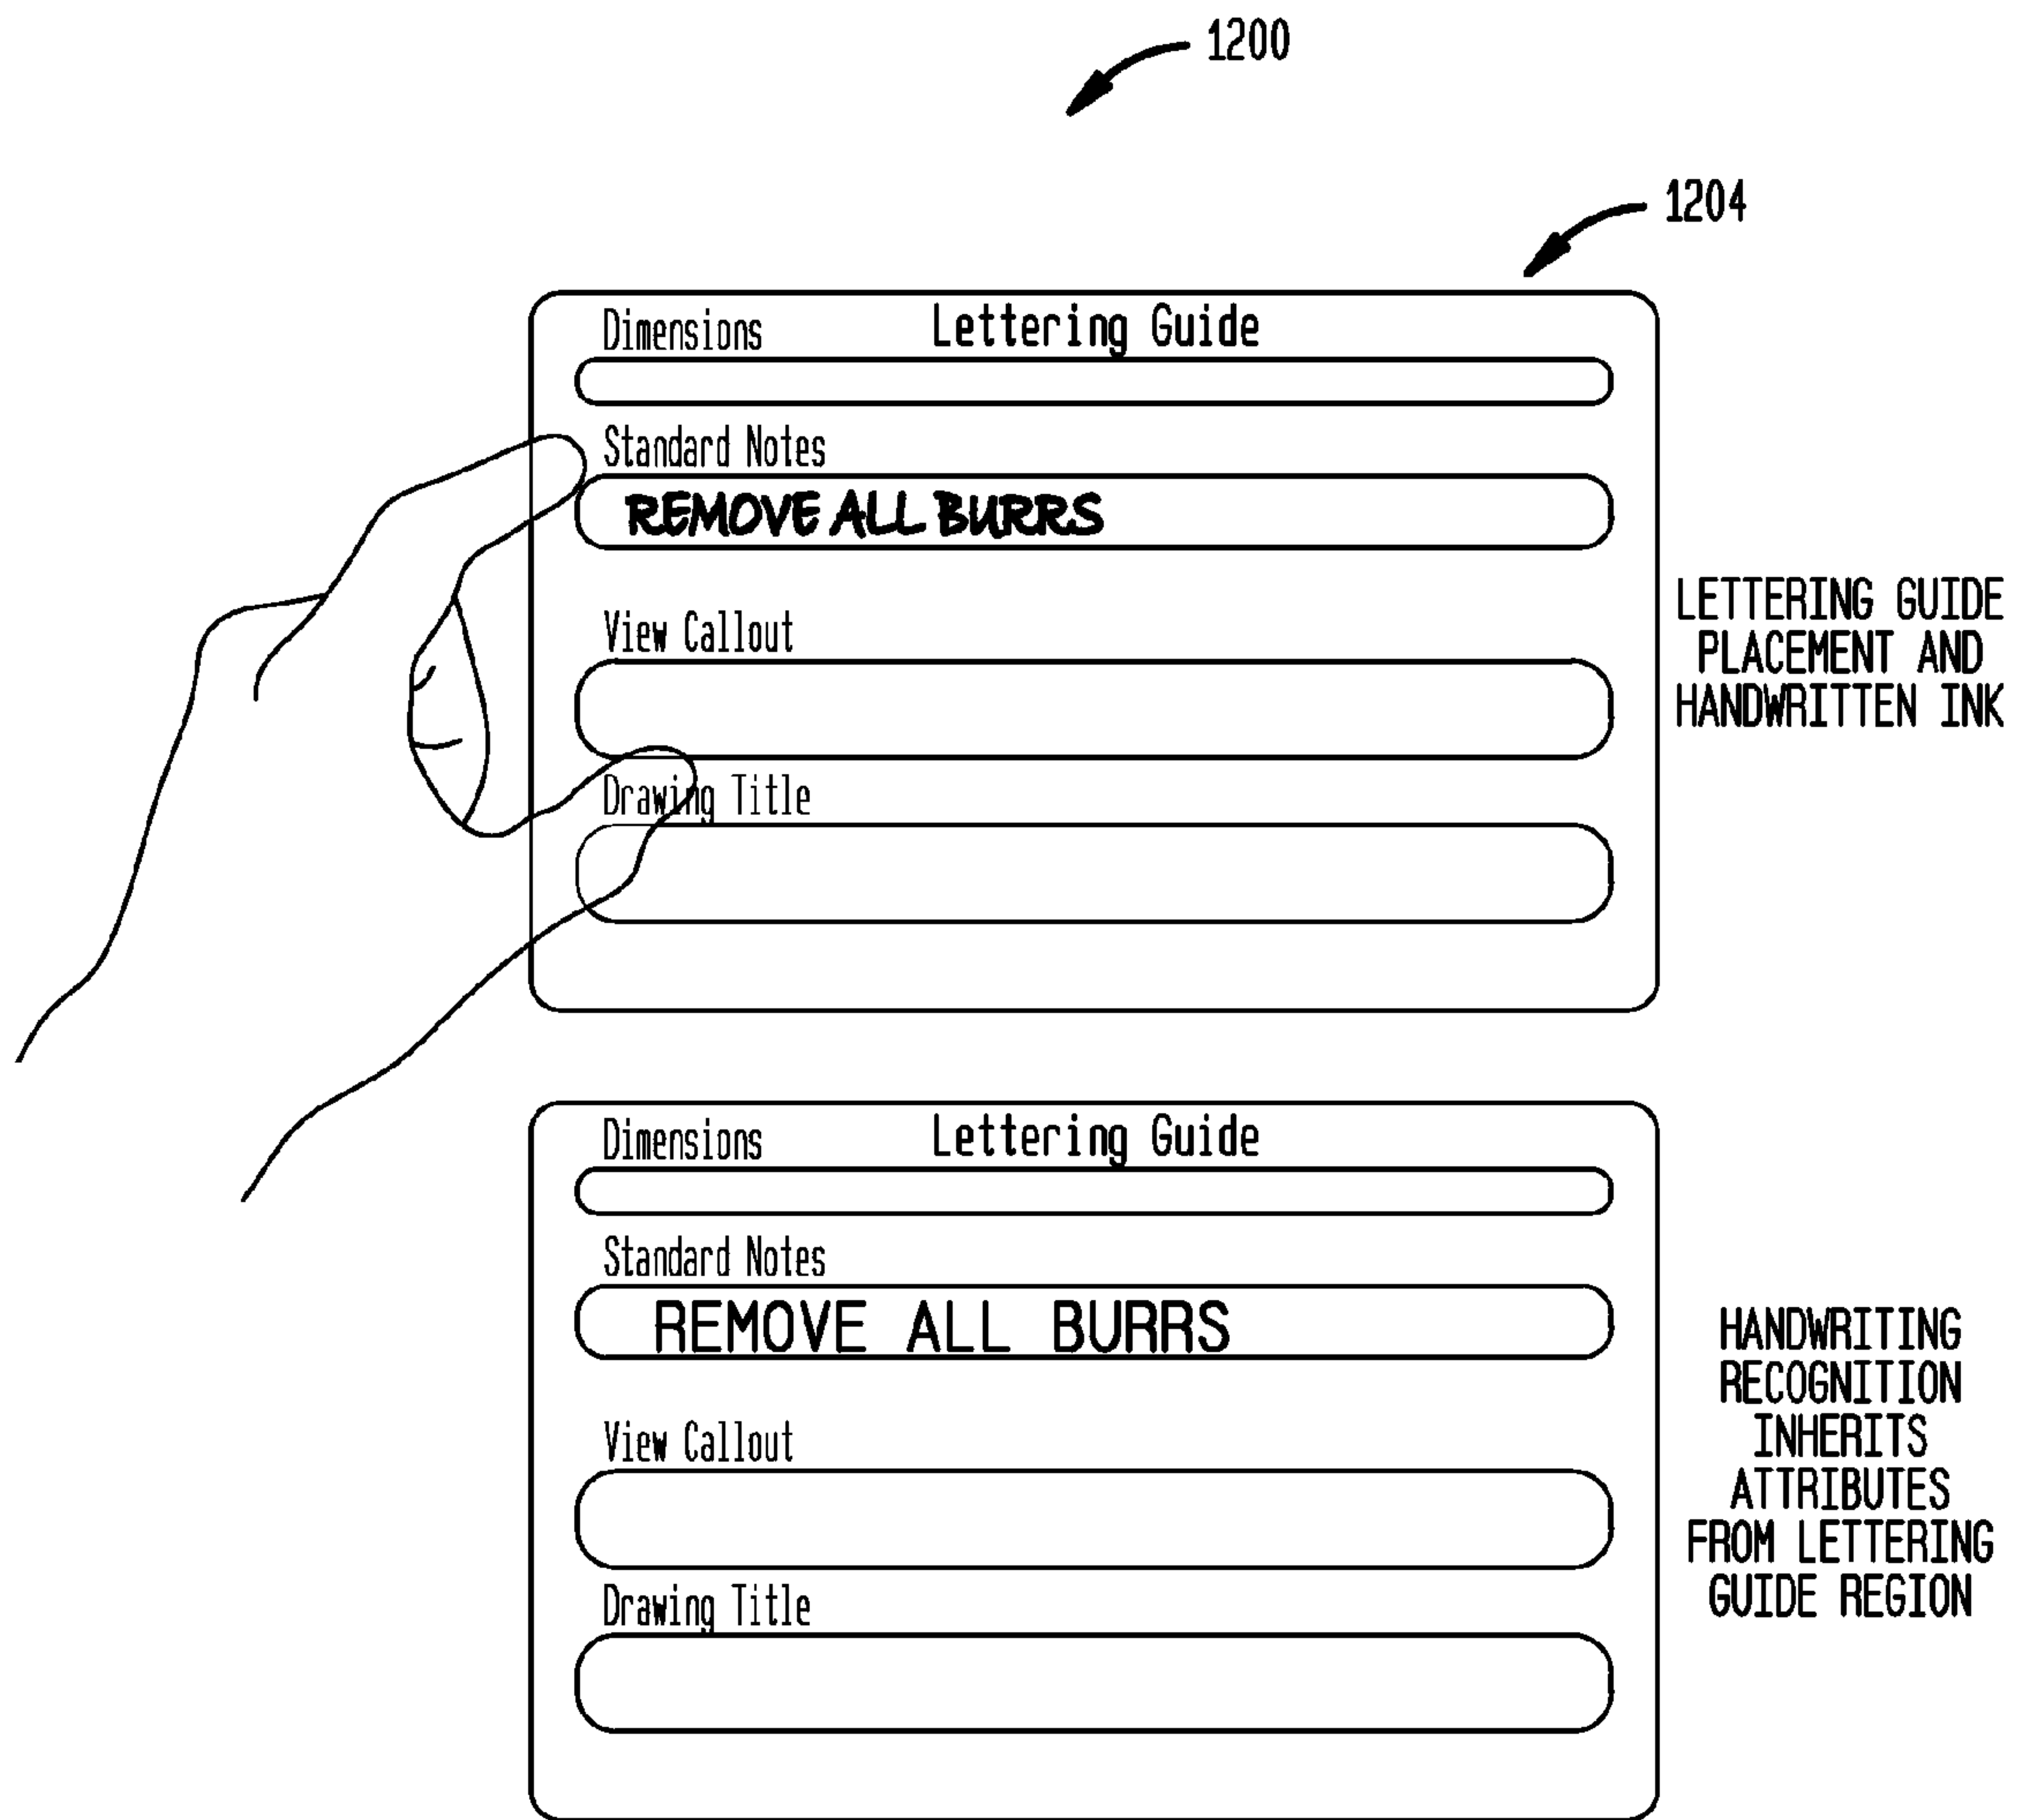 1200
1204
Dimensions Lettering Guide
Standard Notes
REMOVE ALL BURRS
View Callout
Drawing Title
LETTERING GUIDE
PLACEMENT AND
HANDWRITTEN INK
Dimensions Lettering Guide
Standard Notes
REMOVE ALL BURRS
View Callout
Drawing Title
HANDWRITING
RECOGNITION
INHERITS
ATTRIBUTES
FROM LETTERING
GUIDE REGION